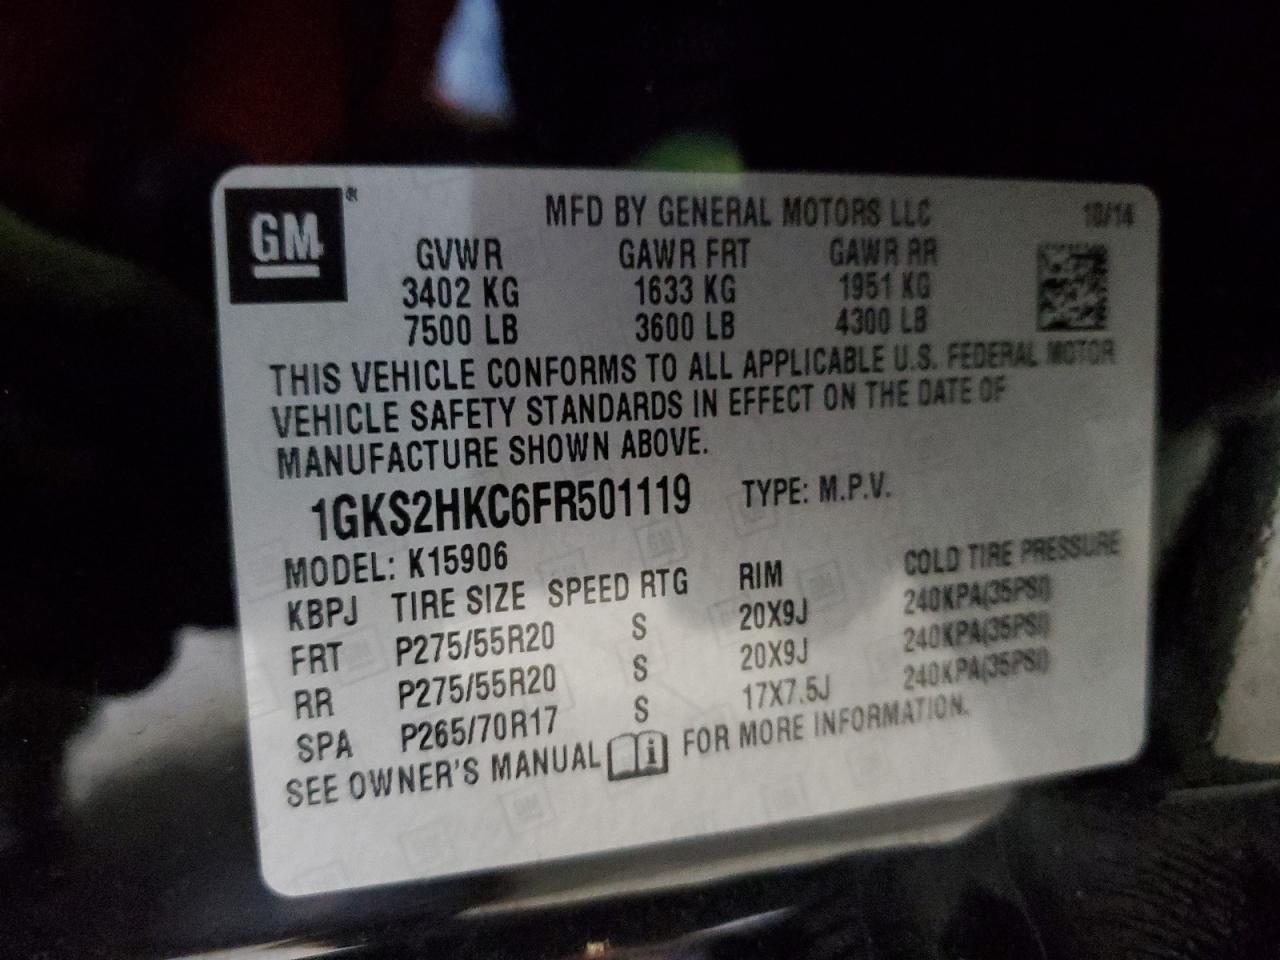 GM ®
MFD BY GENERAL MOTORS LLC 10/14
GVWR GAWR FRT GAWR RR
3402 KG 1633 KG 1951 KG
7500 LB 3600 LB 4300 LB
THIS VEHICLE CONFORMS TO ALL APPLICABLE U.S. FEDERAL MOTOR
VEHICLE SAFETY STANDARDS IN EFFECT ON THE DATE OF
MANUFACTURE SHOWN ABOVE.
1GKS2HKC6FR501119 TYPE: M.P.V.
MODEL: K15906
KBPJ TIRE SIZE SPEED RTG RIM COLD TIRE PRESSURE
FRT P275/55R20 S 20X9J 240KPA(35PSI)
RR P275/55R20 S 20X9J 240KPA(35PSI)
SPA P265/70R17 S 17X7.5J 240KPA(35PSI)
SEE OWNER'S MANUAL i FOR MORE INFORMATION.